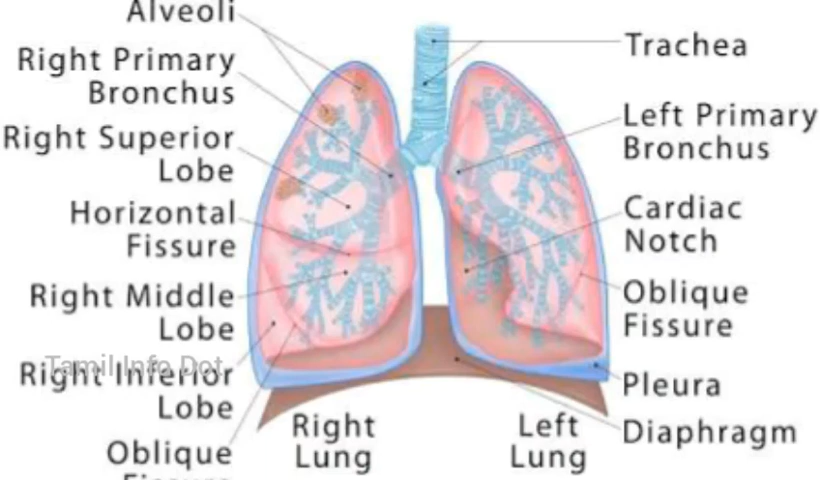 Alveoli
Right Primary
Bronchus
Right Superior
Lobe
Horizontal
Fissure
Right Middle
Lobe
Tamil Info Dot
Right Inferior
Lobe
Oblique
Trachea
Left Primary
Bronchus
Cardiac
Notch
Oblique
Fissure
Pleura
Diaphragm
Right
Lung
Left
Lung